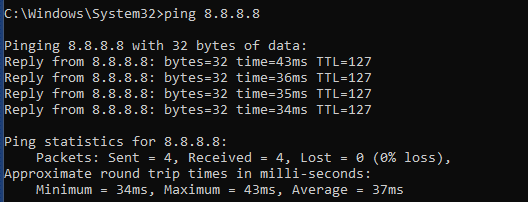 C:\Windows\System32>ping 8.8.8.8
Pinging 8.8.8.8 with 32 bytes of data:
Reply from 8.8.8.8: bytes=32 time=43ms TTL=127
Reply from 8.8.8.8: bytes=32 time=36ms TTL=127
Reply from 8.8.8.8: bytes=32 time=35ms TTL=127
Reply from 8.8.8.8: bytes=32 time=34ms TTL=127
Ping statistics for 8.8.8.8:
    Packets: Sent = 4, Received = 4, Lost = 0 (0% loss),
Approximate round trip times in milli-seconds:
    Minimum = 34ms, Maximum = 43ms, Average = 37ms